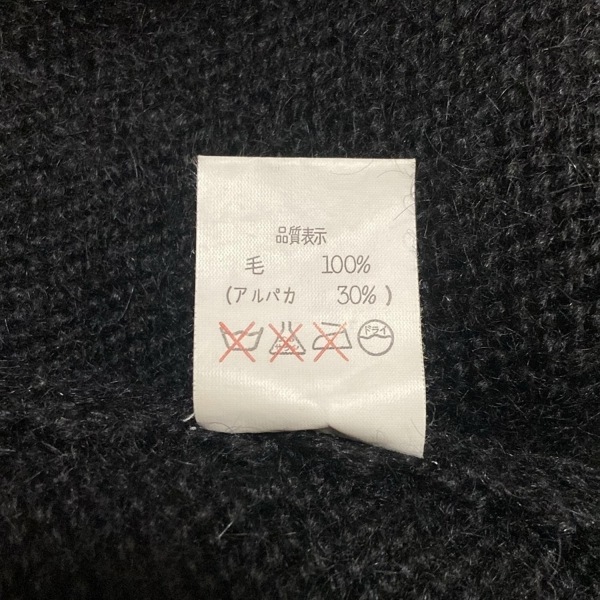 品質表示
毛 100%
(アルパカ 30%)
ドライ